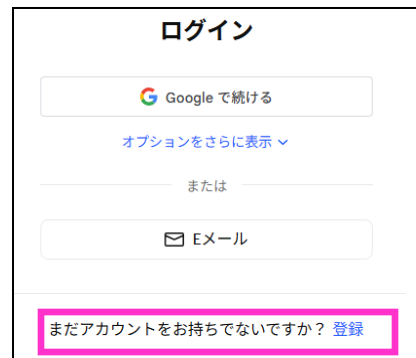 ログイン
Google で続ける
オプションをさらに表示
または
Eメール
まだアカウントをお持ちでないですか？ 登録